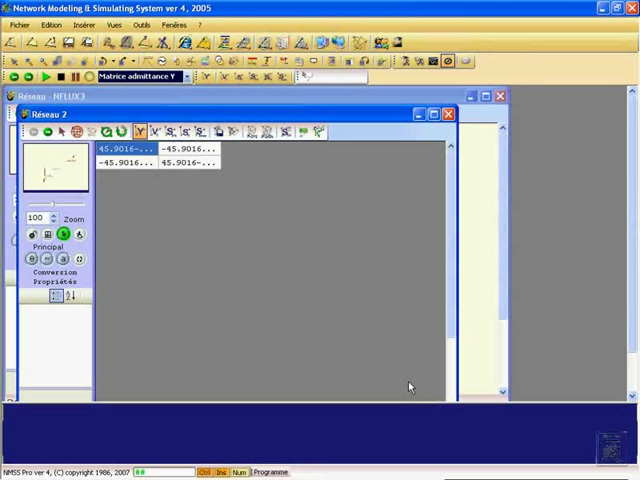 Network Modeling & Simulating System ver 4, 2005
Fichier Edition Insérer Vues Outils Fenêtres ?
Matrice admittance Y
Réseau - NFLUX3
Réseau 2
45.9016-... -45.9016...
-45.9016... 45.9016-...
100 Zoom
Principal
Conversion
Propriétés
NMSS Pro ver 4, (C) copyright 1986, 2007 Ctrl Ins Num Programme